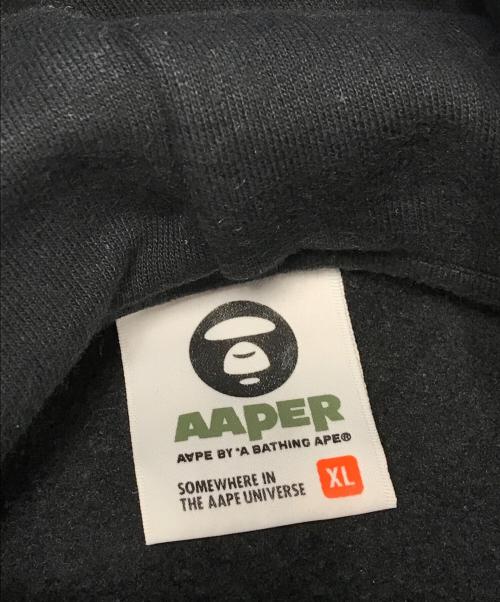 AAPER
AAPE BY *A BATHING APE®
SOMEWHERE IN
THE AAPE UNIVERSE
XL